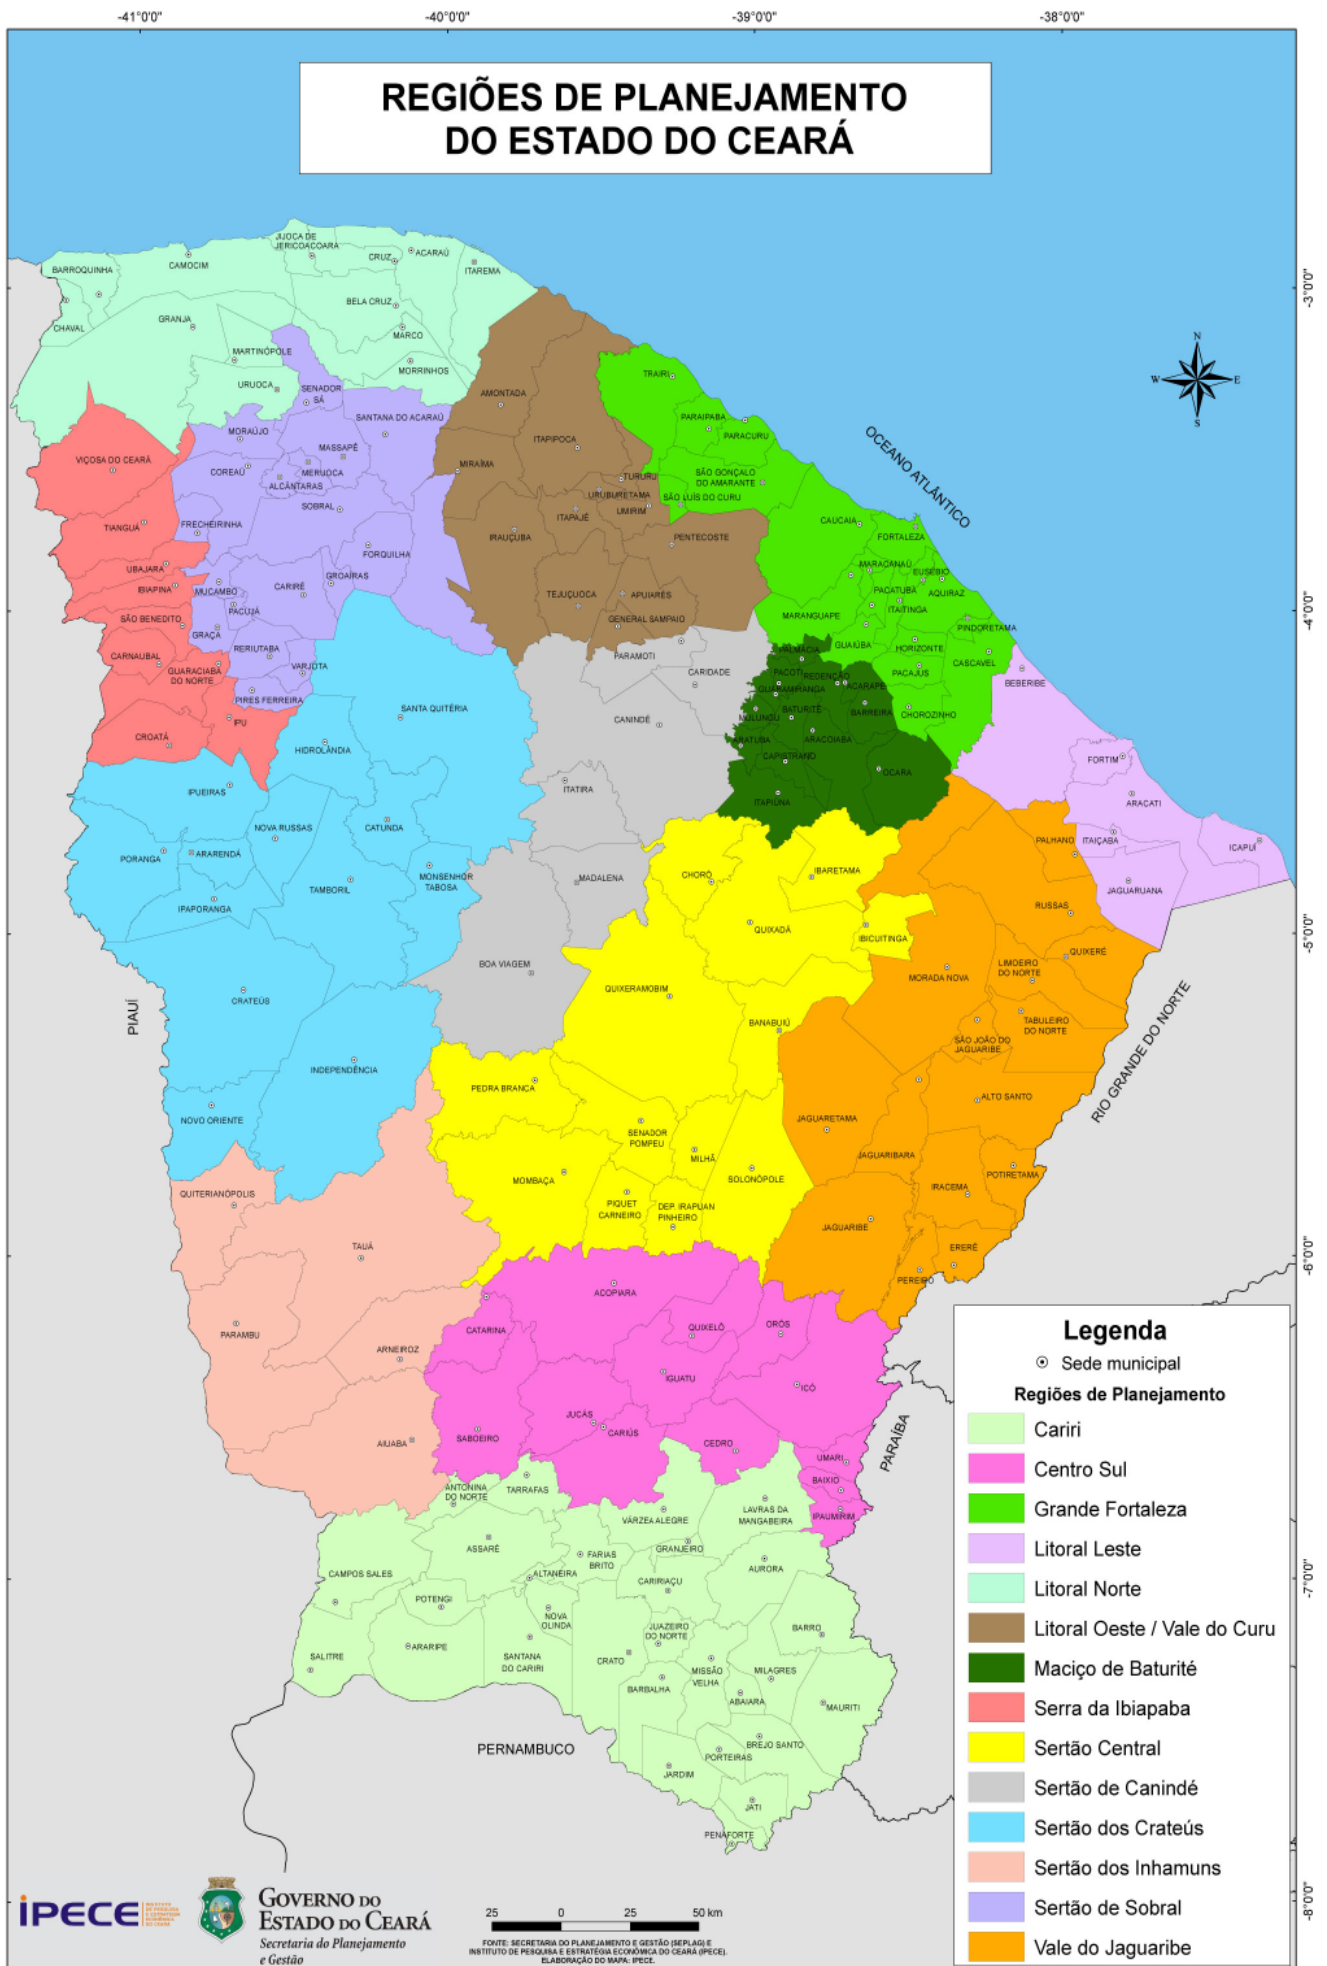 -41°0'0"
-40°0'0"
-39°0'0"
-38°0'0"
REGIÕES DE PLANEJAMENTO
DO ESTADO DO CEARÁ
JIJOCA DE
JERICOACOARA
CRUZ
ACARAÚ
ITAREMA
BARROQUINHA
CAMOCIM
CHAVAL
GRANJA
BELA CRUZ
MARCO
MARTINÓPOLE
MORRINHOS
URUOCA
SENADOR
SÁ
-3°0'0"
N
W
E
S
TRAIRI
AMONTADA
PARAIPABA
PARACURU
OCEANO ATLÂNTICO
SANTANA DO ACARAÚ
MORAÚJO
MASSAPÊ
MERUOCA
COREAÚ
ALCÂNTARAS
VIÇOSA DO CEARÁ
ITAPIPOCA
MIRAÍMA
TURURU
URUBURETAMA
UMIRIM
SÃO GONÇALO
DO AMARANTE
SÃO LUÍS DO CURU
SOBRAL
TIANGUÁ
FRECHEIRINHA
ITAPAJÉ
IRAUÇUBA
PENTECOSTE
CAUCAIA
FORTALEZA
FORQUILHA
UBAJARA
IBIAPINA
MUCAMBO
CARIRÉ
GROAÍRAS
PACUJÁ
SÃO BENEDITO
GRAÇA
TEJUÇUOCA
APUIARÉS
GENERAL SAMPAIO
MARACANAÚ
EUSÉBIO
AQUIRAZ
PACATUBA
ITAITINGA
MARANGUAPE
GUAIÚBA
PINDORETAMA
HORIZONTE
CASCAVEL
PACAJUS
CHOROZINHO
-4°0'0"
CARNAUBAL
GUARACIABA
DO NORTE
RERIUTABA
VARJOTA
PIRES FERREIRA
IPU
CROATÁ
PARAMOTI
CARIDADE
CANINDÉ
PALMÁCIA
PACOTI
REDENÇÃO
ACARAPE
GUARAMIRANGA
MULUNGU
BATURITÉ
BARREIRA
ARATUBA
ARACOIABA
CAPISTRANO
OCARA
ITAPIÚNA
BEBERIBE
FORTIM
ARACATI
ITAIÇABA
ICAPUÍ
JAGUARUANA
SANTA QUITÉRIA
HIDROLÂNDIA
IPUEIRAS
NOVA RUSSAS
CATUNDA
PORANGA
ARARENDÁ
TAMBORIL
MONSENHOR
TABOSA
IPAPORANGA
ITATIRA
MADALENA
BOA VIAGEM
CHORÓ
IBARETAMA
QUIXADÁ
IBICUITINGA
PALHANO
RUSSAS
QUIXERÉ
-5°0'0"
CRATEÚS
PIAUÍ
INDEPENDÊNCIA
NOVO ORIENTE
QUIXERAMOBIM
BANABUIÚ
MORADA NOVA
LIMOEIRO
DO NORTE
TABULEIRO
DO NORTE
SÃO JOÃO DO
JAGUARIBE
RIO GRANDE DO NORTE
PEDRA BRANCA
SENADOR
POMPEU
MILHÃ
MOMBAÇA
SOLONÓPOLE
PIQUET
CARNEIRO
DEP. IRAPUAN
PINHEIRO
JAGUARETAMA
ALTO SANTO
JAGUARIBARA
POTIRETAMA
IRACEMA
JAGUARIBE
ERERÊ
PEREIRO
-6°0'0"
QUITERIANÓPOLIS
TAUÁ
PARAMBU
ARNEIROZ
AIUABA
ACOPIARA
CATARINA
QUIXELÔ
ORÓS
IGUATU
ICÓ
JUCÁS
CARIÚS
SABOEIRO
CEDRO
UMARI
BAIXIO
IPAUMIRIM
PARAÍBA
ANTONINA
DO NORTE
TARRAFAS
VÁRZEA ALEGRE
LAVRAS DA
MANGABEIRA
ASSARÉ
GRANJEIRO
FARIAS
BRITO
AURORA
CAMPOS SALES
ALTANEIRA
CARIRIAÇU
-7°0'0"
POTENGI
NOVA
OLINDA
JUAZEIRO
DO NORTE
BARRO
ARARIPE
SALITRE
SANTANA
DO CARIRI
CRATO
MISSÃO
VELHA
MILAGRES
BARBALHA
ABAIARA
MAURITI
BREJO SANTO
PORTEIRAS
JARDIM
JATI
PENAFORTE
PERNAMBUCO
-8°0'0"
Legenda
Sede municipal
Regiões de Planejamento
Cariri
Centro Sul
Grande Fortaleza
Litoral Leste
Litoral Norte
Litoral Oeste / Vale do Curu
Maciço de Baturité
Serra da Ibiapaba
Sertão Central
Sertão de Canindé
Sertão dos Crateús
Sertão dos Inhamuns
Sertão de Sobral
Vale do Jaguaribe
IPECE
INSTITUTO
DE PESQUISA
E ESTRATÉGIA
ECONÔMICA
DO CEARÁ
GOVERNO DO
ESTADO DO CEARÁ
Secretaria do Planejamento
e Gestão
25 0 25 50 km
FONTE: SECRETARIA DO PLANEJAMENTO E GESTÃO (SEPLAG) E
INSTITUTO DE PESQUISA E ESTRATÉGIA ECONÔMICA DO CEARÁ (IPECE).
ELABORAÇÃO DO MAPA: IPECE.